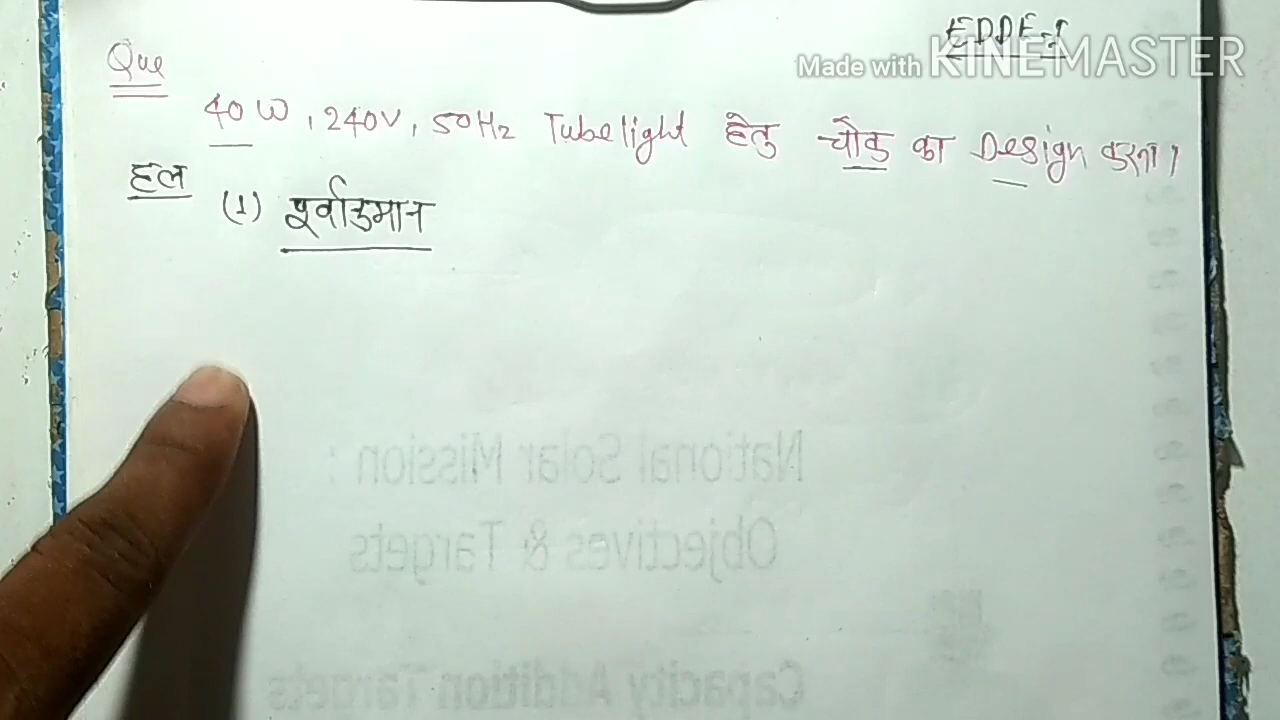 EDDE-I
Made with KINEMASTER
Que
40W, 240V, 50Hz Tubelight हेतु चोक का Design करना।
हल
(1) पूर्वानुमान
National Solar Mission :
Objectives & Targets
Capacity Addition Targets